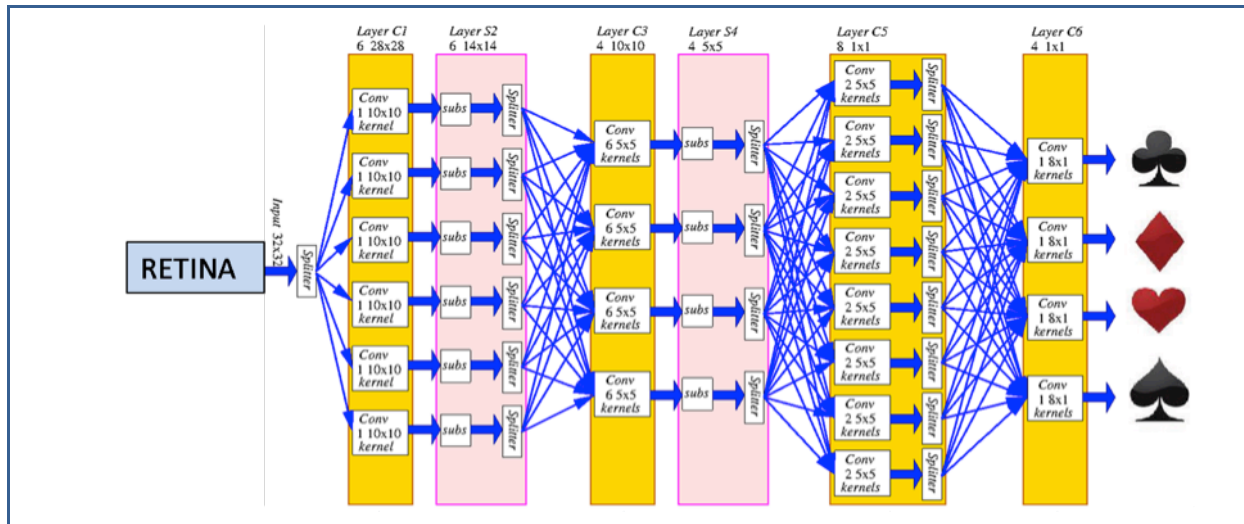 Layer C1
6 28x28
Layer S2
6 14x14
Layer C3
4 10x10
Layer S4
4 5x5
Layer C5
8 1x1
Layer C6
4 1x1
RETINA
Input 32x32
Splitter
Conv
1 10x10
kernel
Conv
1 10x10
kernel
Conv
1 10x10
kernel
Conv
1 10x10
kernel
Conv
1 10x10
kernel
Conv
1 10x10
kernel
subs
subs
subs
subs
subs
subs
Splitter
Splitter
Splitter
Splitter
Splitter
Splitter
Conv
6 5x5
kernels
Conv
6 5x5
kernels
Conv
6 5x5
kernels
Conv
6 5x5
kernels
subs
subs
subs
subs
Splitter
Splitter
Splitter
Splitter
Conv
2 5x5
kernels
Conv
2 5x5
kernels
Conv
2 5x5
kernels
Conv
2 5x5
kernels
Conv
2 5x5
kernels
Conv
2 5x5
kernels
Conv
2 5x5
kernels
Conv
2 5x5
kernels
Splitter
Splitter
Splitter
Splitter
Splitter
Splitter
Splitter
Splitter
Conv
1 8x1
Conv
1 8x1
Conv
1 8x1
Conv
1 8x1